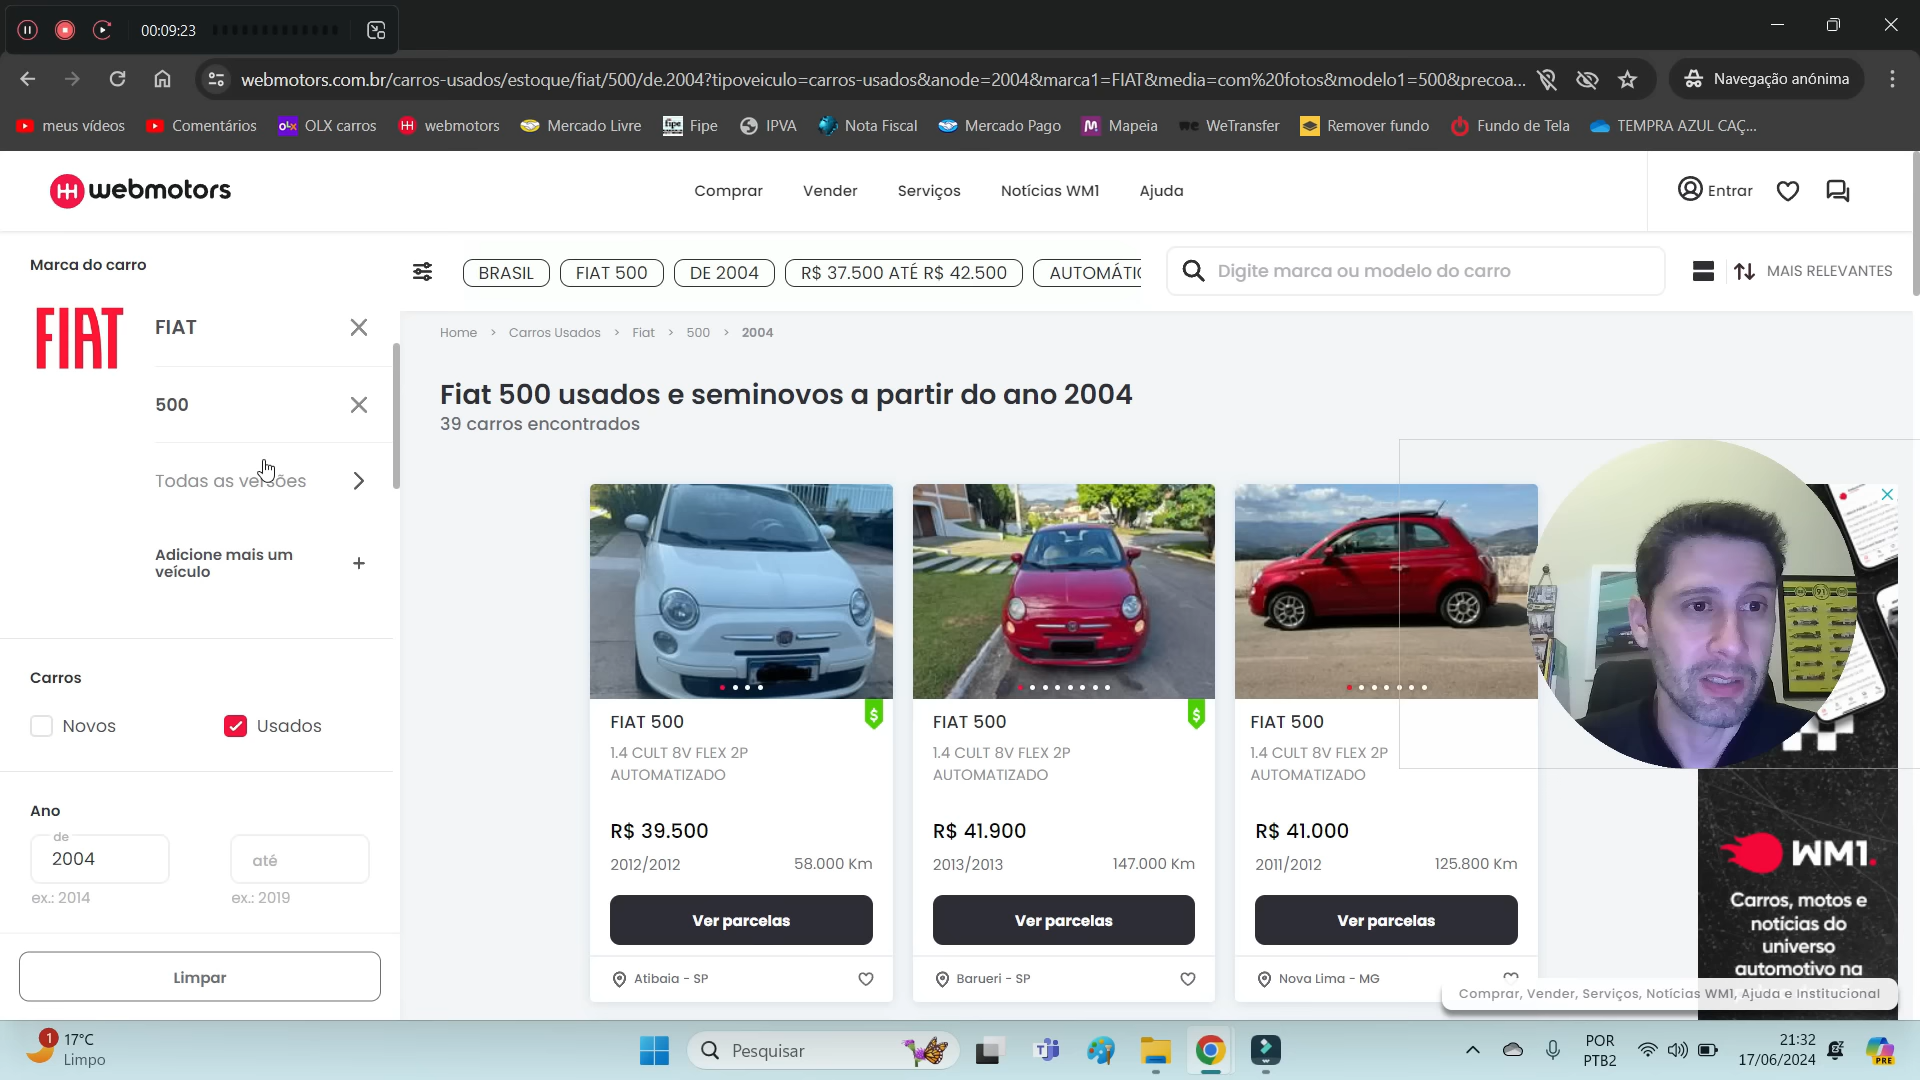 00:09:23
webmotors.com.br/carros-usados/estoque/fiat/500/de.2004?tipoveiculo=carros-usados&anode=2004&marca1=FIAT&media=com%20fotos&modelo1=500&precoa...
Navegação anónima
meus vídeos
Comentários
OLX carros
webmotors
Mercado Livre
Fipe
IPVA
Nota Fiscal
Mercado Pago
Mapeia
WeTransfer
Remover fundo
Fundo de Tela
TEMPRA AZUL CAÇ...
webmotors
Comprar
Vender
Serviços
Notícias WM1
Ajuda
Entrar
Marca do carro
FIAT
FIAT
500
Todas as versões
Adicione mais um
veículo
Carros
Novos
Usados
Ano
de
2004
até
ex.: 2014
ex.: 2019
Limpar
BRASIL
FIAT 500
DE 2004
R$ 37.500 ATÉ R$ 42.500
AUTOMÁTIC
Digite marca ou modelo do carro
MAIS RELEVANTES
Home > Carros Usados > Fiat > 500 > 2004
Fiat 500 usados e seminovos a partir do ano 2004
39 carros encontrados
FIAT 500
1.4 CULT 8V FLEX 2P
AUTOMATIZADO
R$ 39.500
2012/2012
58.000 Km
Ver parcelas
Atibaia - SP
FIAT 500
1.4 CULT 8V FLEX 2P
AUTOMATIZADO
R$ 41.900
2013/2013
147.000 Km
Ver parcelas
Barueri - SP
FIAT 500
1.4 CULT 8V FLEX 2P
AUTOMATIZADO
R$ 41.000
2011/2012
125.800 Km
Ver parcelas
Nova Lima - MG
WM1.
Carros, motos e
notícias do
universo
automotivo na
Comprar, Vender, Serviços, Notícias WM1, Ajuda e Institucional
1
17°C
Limpo
Pesquisar
POR
PTB2
21:32
17/06/2024
PRE